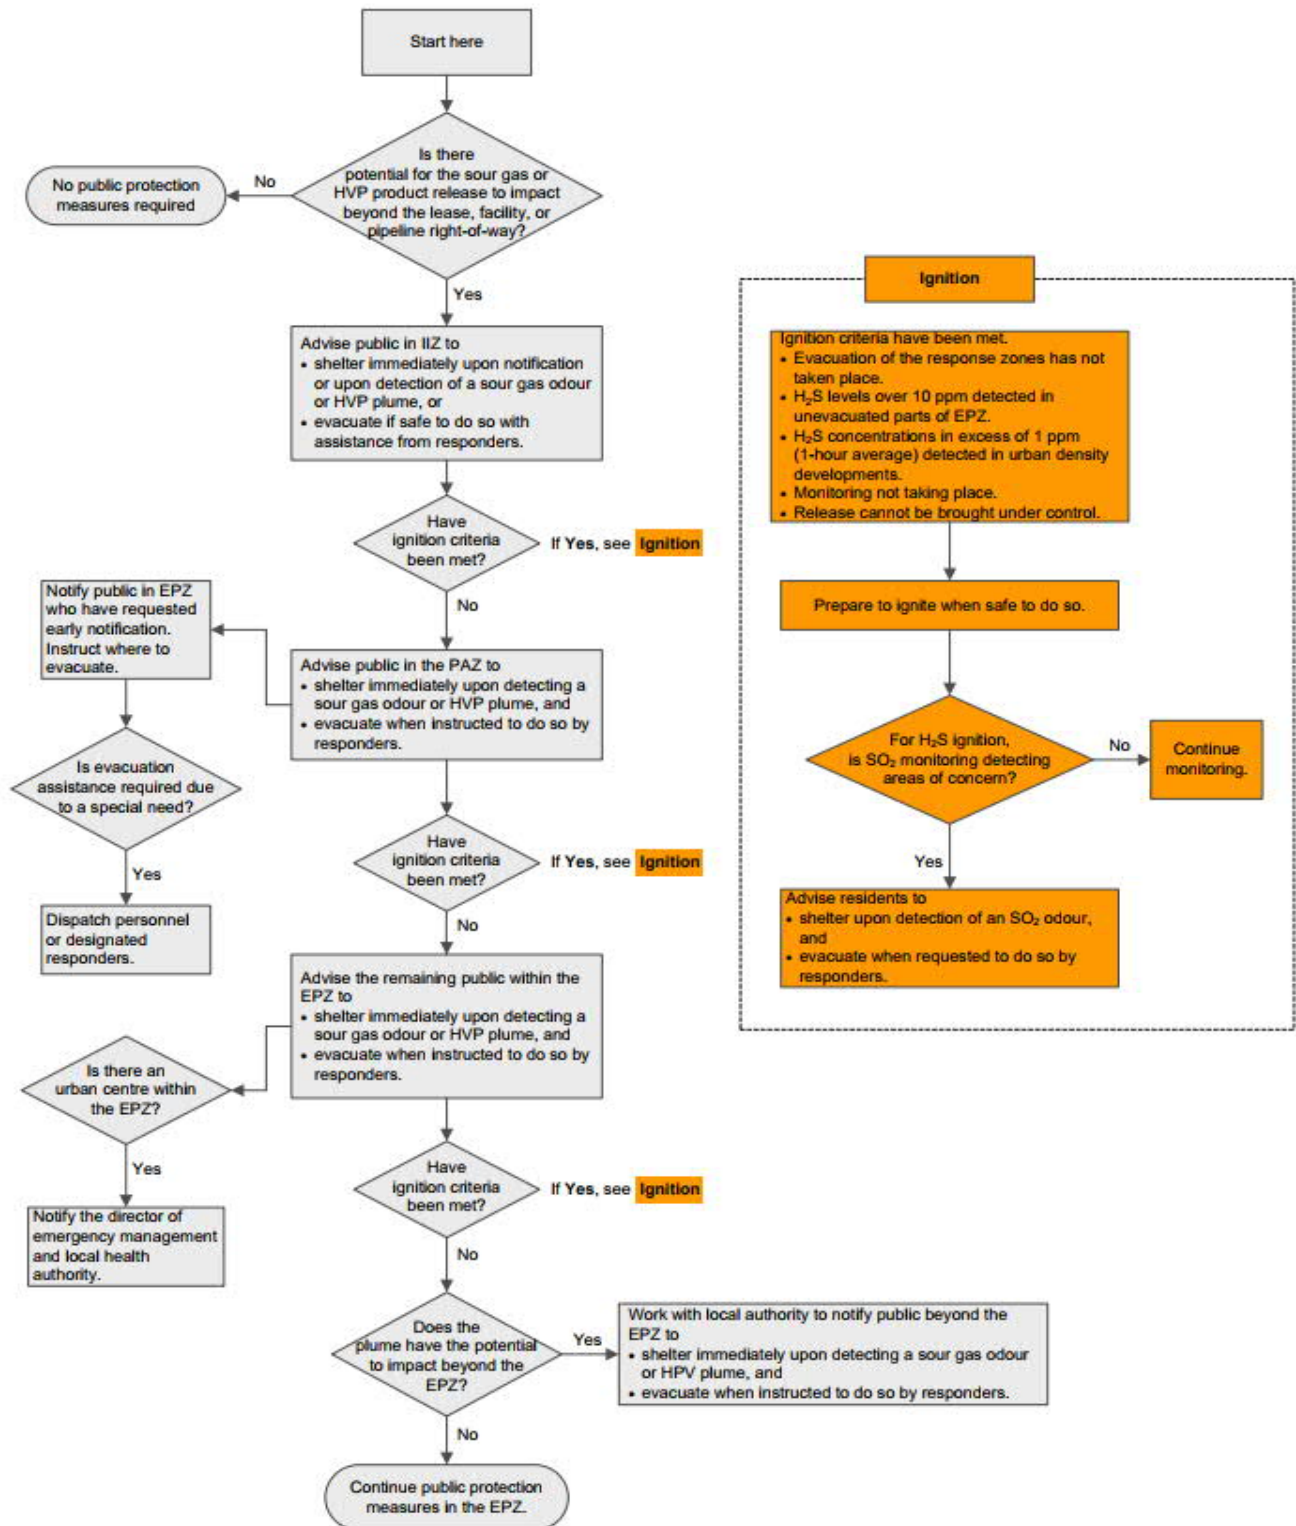 Start here
Is there
potential for the sour gas or
HVP product release to impact
beyond the lease, facility, or
pipeline right-of-way?
No
No public protection
measures required
Yes
Advise public in IIZ to
• shelter immediately upon notification
or upon detection of a sour gas odour
or HVP plume, or
• evacuate if safe to do so with
assistance from responders.
Have
ignition criteria
been met?
If Yes, see Ignition
No
Advise public in the PAZ to
• shelter immediately upon detecting a
sour gas odour or HVP plume, and
• evacuate when instructed to do so by
responders.
Notify public in EPZ
who have requested
early notification.
Instruct where to
evacuate.
Is evacuation
assistance required due
to a special need?
Yes
Dispatch personnel
or designated
responders.
Have
ignition criteria
been met?
If Yes, see Ignition
No
Advise the remaining public within the
EPZ to
• shelter immediately upon detecting a
sour gas odour or HVP plume, and
• evacuate when instructed to do so by
responders.
Is there an
urban centre within
the EPZ?
Yes
Notify the director of
emergency management
and local health
authority.
Have
ignition criteria
been met?
If Yes, see Ignition
No
Does the
plume have the potential
to impact beyond the
EPZ?
Yes
Work with local authority to notify public beyond the
EPZ to
• shelter immediately upon detecting a sour gas odour
or HPV plume, and
• evacuate when instructed to do so by responders.
No
Continue public protection
measures in the EPZ.
Ignition
Ignition criteria have been met.
• Evacuation of the response zones has not
taken place.
• H₂S levels over 10 ppm detected in
unevacuated parts of EPZ.
• H₂S concentrations in excess of 1 ppm
(1-hour average) detected in urban density
developments.
• Monitoring not taking place.
• Release cannot be brought under control.
Prepare to ignite when safe to do so.
For H₂S ignition,
is SO₂ monitoring detecting
areas of concern?
No
Continue
monitoring.
Yes
Advise residents to
• shelter upon detection of an SO₂ odour,
and
• evacuate when requested to do so by
responders.